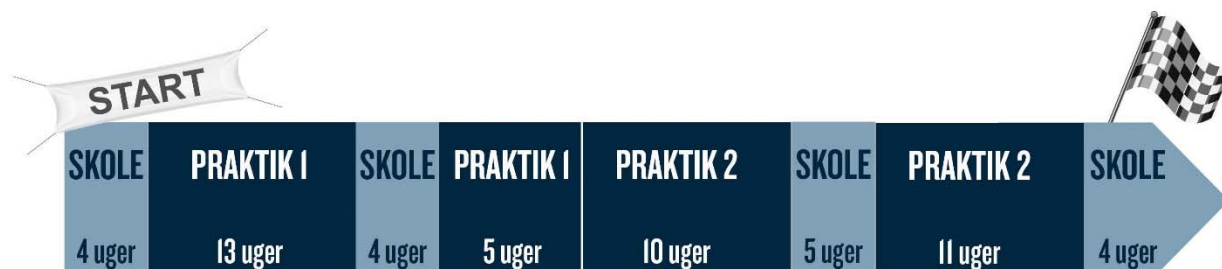 START
SKOLE PRAKTIK 1 SKOLE PRAKTIK 1 PRAKTIK 2 SKOLE PRAKTIK 2 SKOLE
4 uger 13 uger 4 uger 5 uger 10 uger 5 uger 11 uger 4 uger